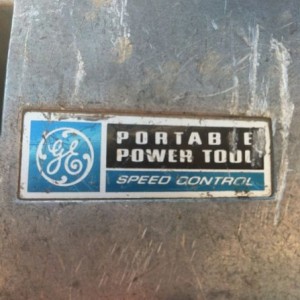 GE
PORTABLE
POWER TOOL
SPEED CONTROL